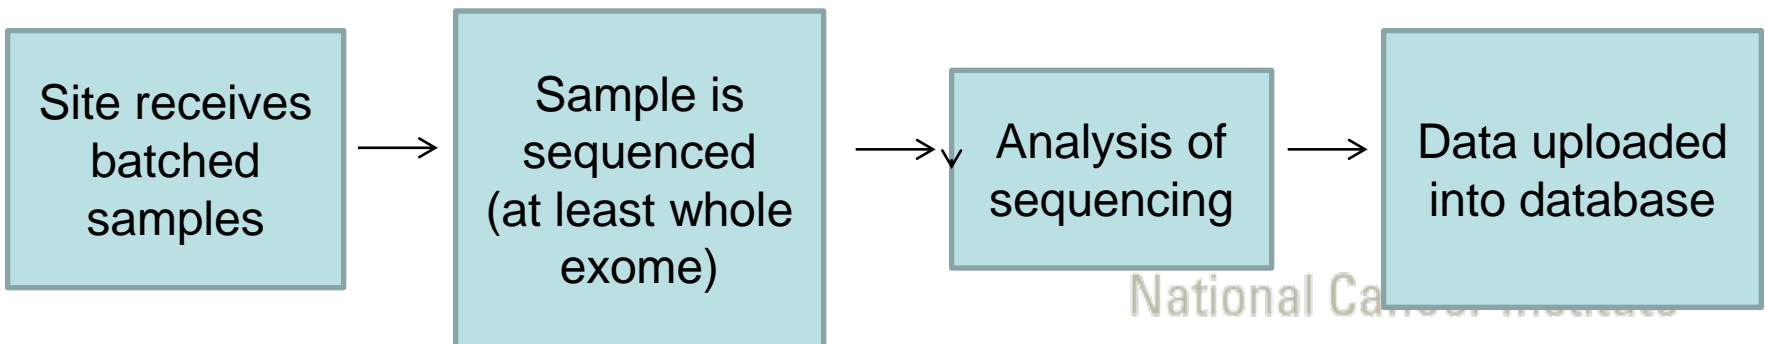 Site receives
batched
samples
Sample is
sequenced
(at least whole
exome)
Analysis of
sequencing
Data uploaded
into database
National